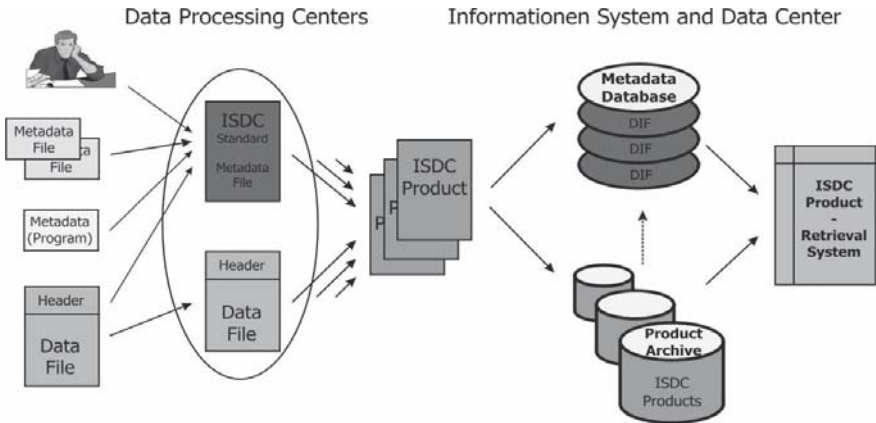 Data Processing Centers
Informationen System and Data Center
Metadata
File
a
File
Metadata
(Program)
Header
Data
File
ISDC
Standard
Metadata
File
Header
Data
File
ISDC
Product
P
P
Metadata
Database
DIF
DIF
DIF
Product
Archive
ISDC
Products
ISDC
Product
-
Retrieval
System